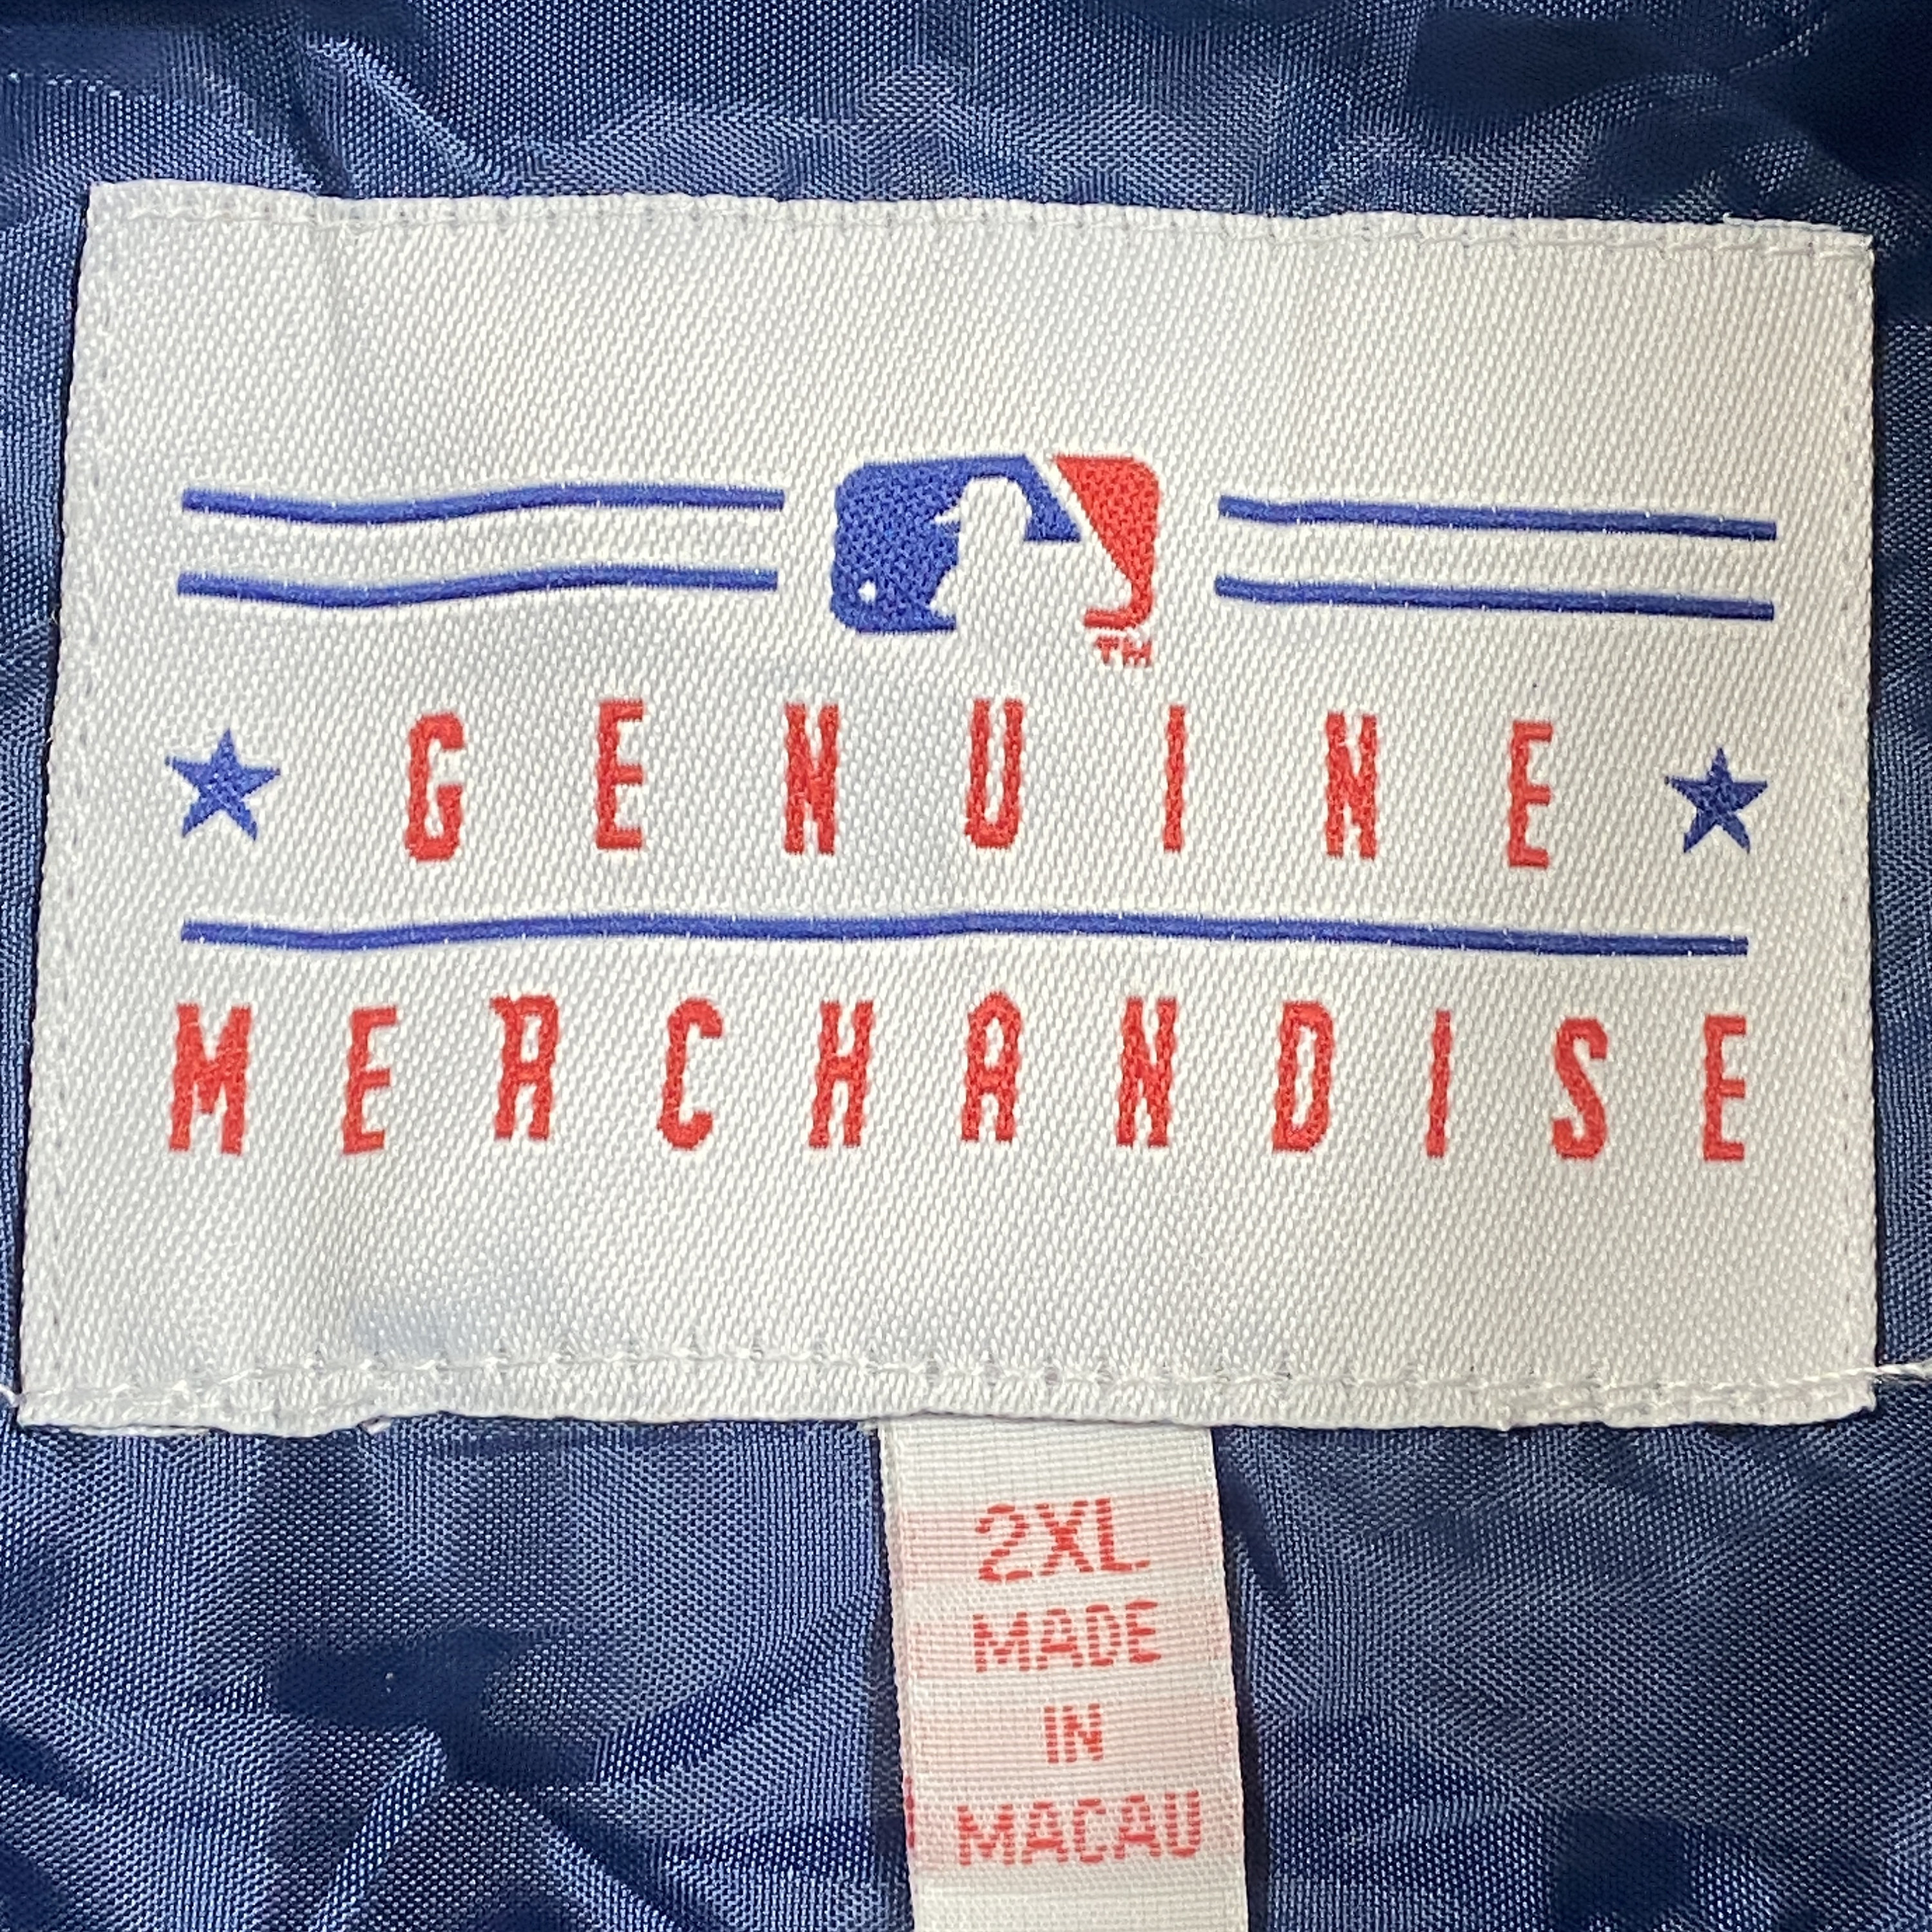 TM
GENUINE
MERCHANDISE
2XL
MADE
IN
MACAU